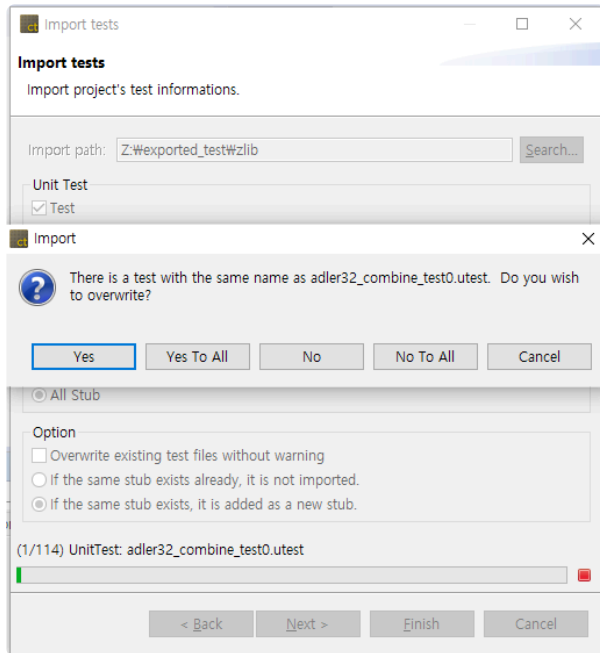 ct Import tests
Import tests
Import project's test informations.
Import path: Z:₩exported_test₩zlib Search...
Unit Test
Test
ct Import
There is a test with the same name as adler32_combine_test0.utest. Do you wish
to overwrite?
Yes Yes To All No No To All Cancel
All Stub
Option
Overwrite existing test files without warning
If the same stub exists already, it is not imported.
If the same stub exists, it is added as a new stub.
(1/114) UnitTest: adler32_combine_test0.utest
< Back Next > Finish Cancel